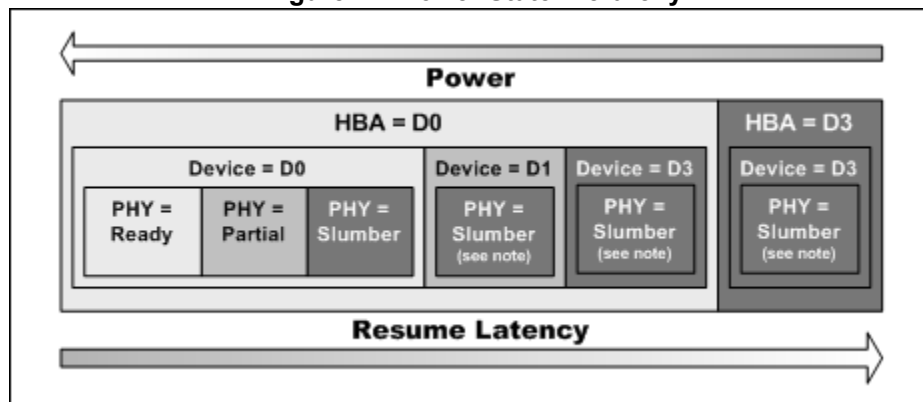 Power
HBA = D0
HBA = D3
Device = D0
Device = D1
Device = D3
Device = D3
PHY =
Ready
PHY =
Partial
PHY =
Slumber
PHY =
Slumber
(see note)
PHY =
Slumber
(see note)
PHY =
Slumber
(see note)
Resume Latency